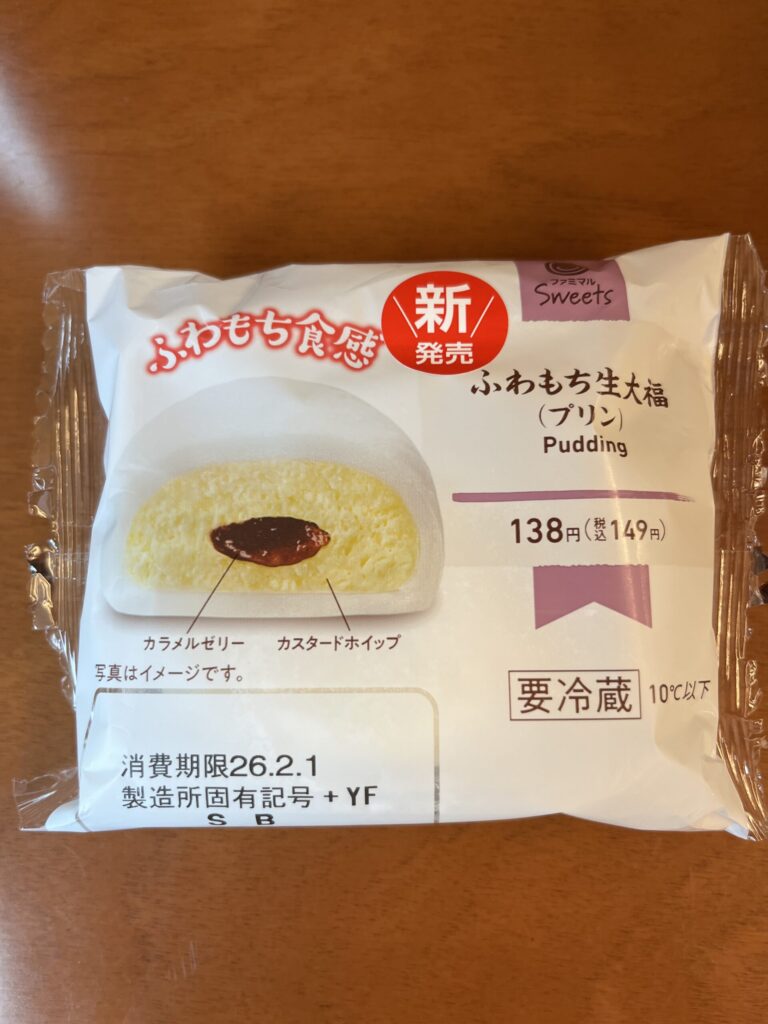 ファミマル
Sweets
新
発売
ふわもち食感
ふわもち生大福
(プリン)
Pudding
138円(税込149円)
カラメルゼリー
カスタードホイップ
写真はイメージです。
要冷蔵 10℃以下
消費期限26.2.1
製造所固有記号+YF
S B